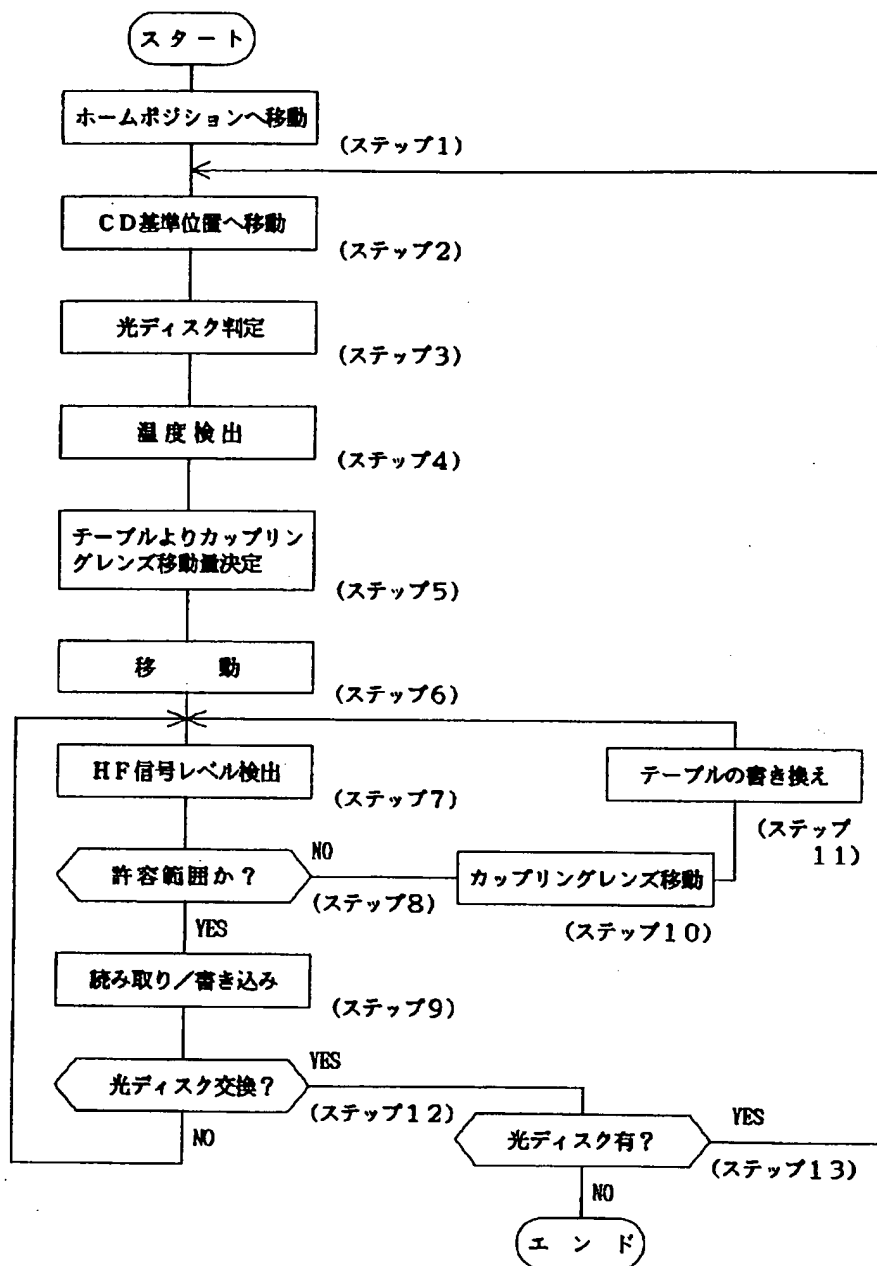 スタート
ホームポジションへ移動
(ステップ1)
CD基準位置へ移動
(ステップ2)
光ディスク判定
(ステップ3)
温度検出
(ステップ4)
テーブルよりカップリン
グレンズ移動量決定
(ステップ5)
移 動
(ステップ6)
HF信号レベル検出
(ステップ7)
テーブルの書き換え
(ステップ
11)
許容範囲か?
NO
(ステップ8)
カップリングレンズ移動
(ステップ10)
YES
読み取り/書き込み
(ステップ9)
光ディスク交換?
YES
(ステップ12)
NO
光ディスク有?
YES
(ステップ13)
NO
エンド